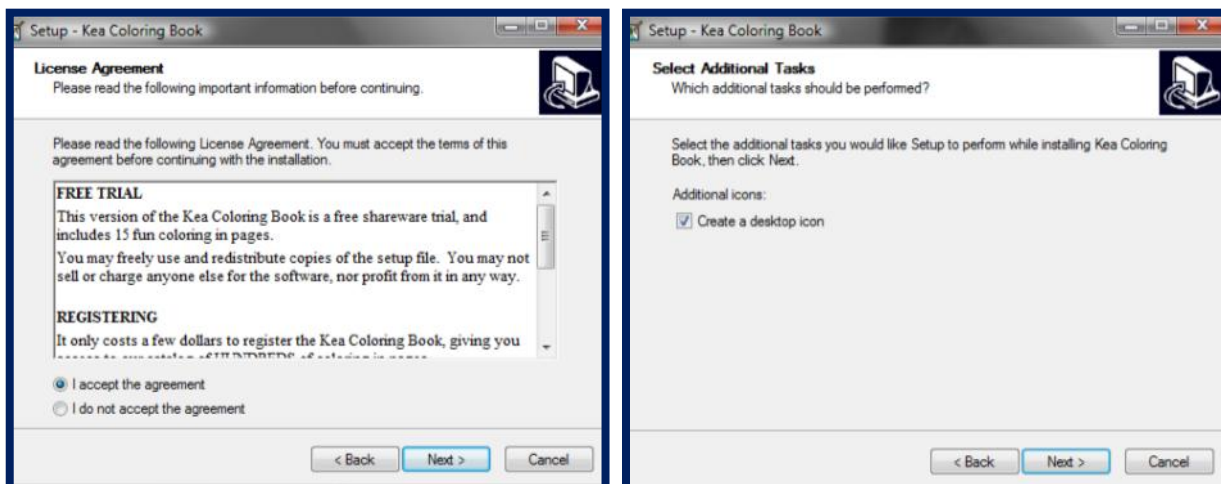 Setup - Kea Coloring Book
License Agreement
Please read the following important information before continuing.
Please read the following License Agreement. You must accept the terms of this
agreement before continuing with the installation.
FREE TRIAL
This version of the Kea Coloring Book is a free shareware trial, and
includes 15 fun coloring in pages.
You may freely use and redistribute copies of the setup file. You may not
sell or charge anyone else for the software, nor profit from it in any way.
REGISTERING
It only costs a few dollars to register the Kea Coloring Book, giving you
I accept the agreement
I do not accept the agreement
< Back
Next >
Cancel
Setup - Kea Coloring Book
Select Additional Tasks
Which additional tasks should be performed?
Select the additional tasks you would like Setup to perform while installing Kea Coloring
Book, then click Next.
Additional icons:
Create a desktop icon
< Back
Next >
Cancel